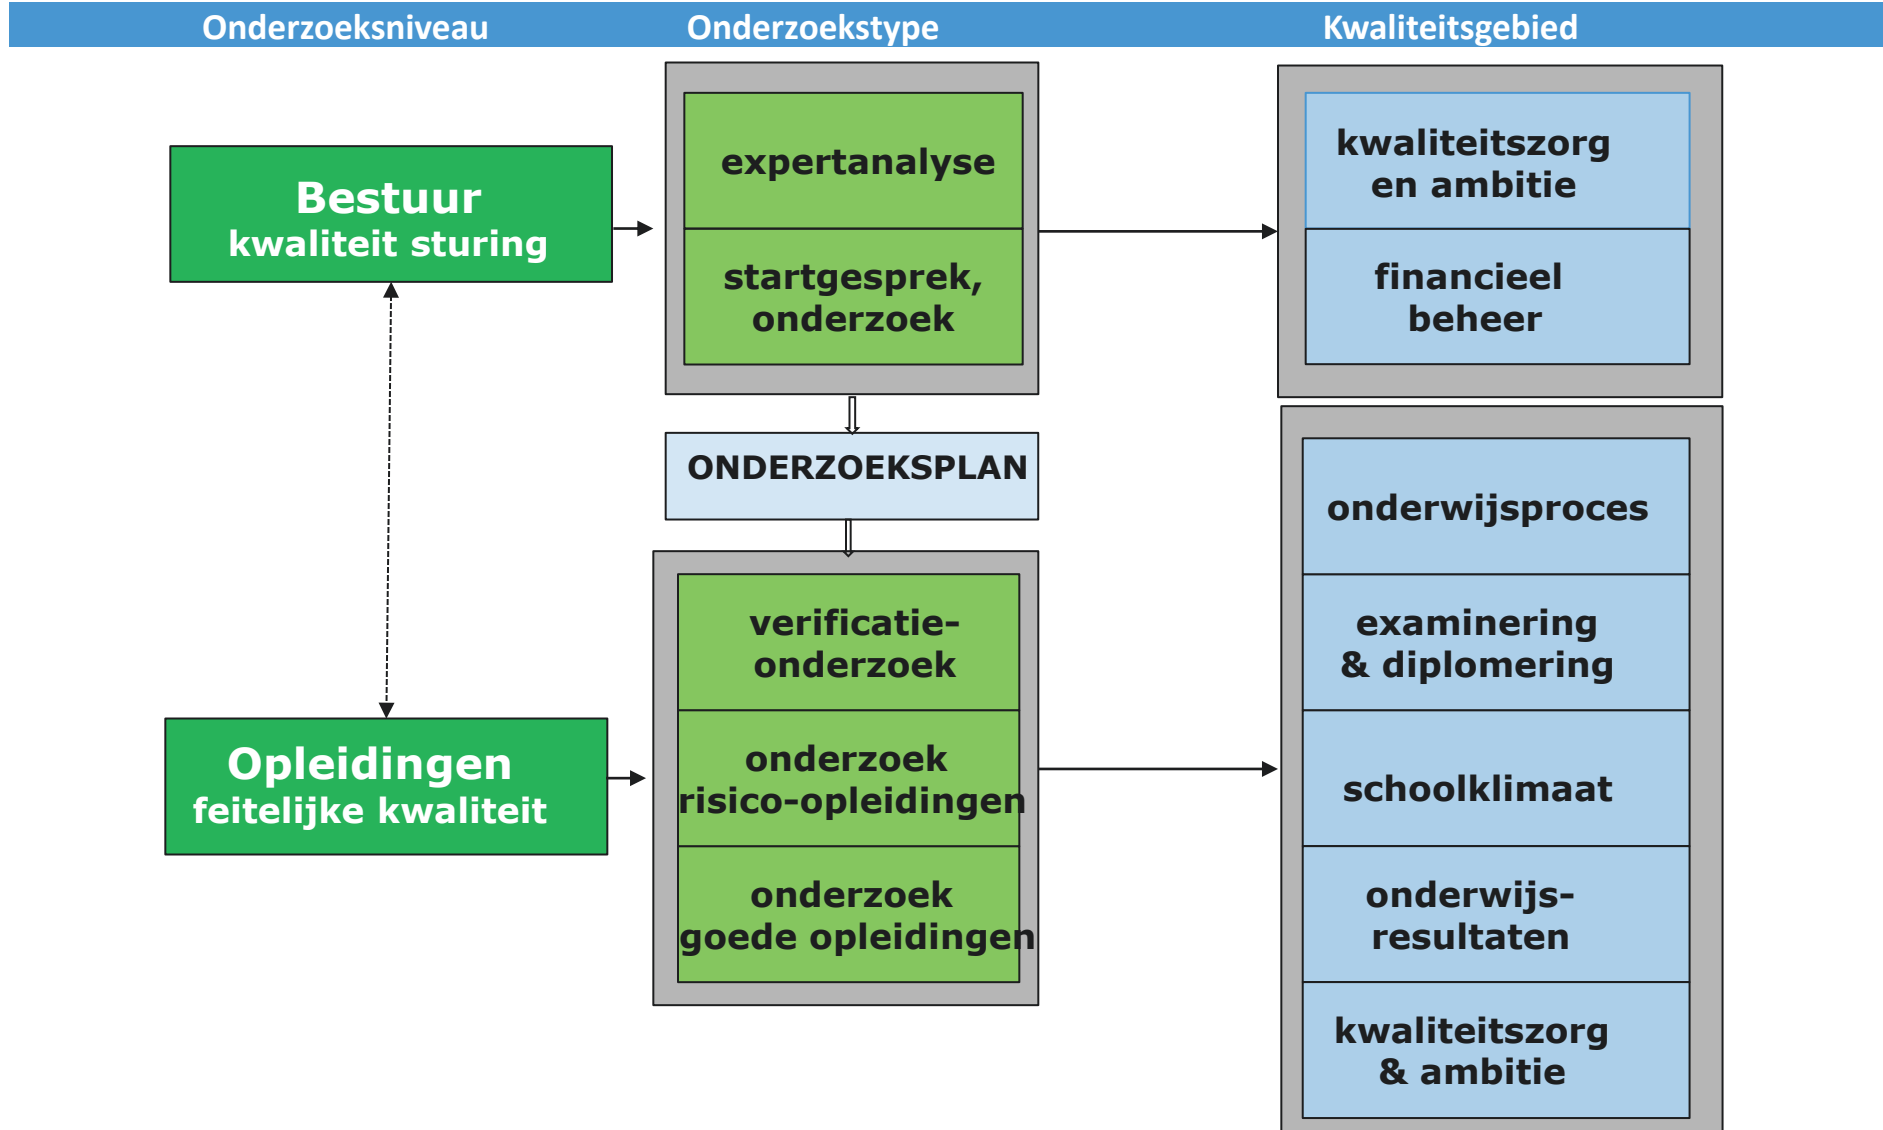 Onderzoeksniveau
Onderzoekstype
Kwaliteitsgebied
Bestuur
kwaliteit sturing
expertanalyse
startgesprek,
onderzoek
kwaliteitszorg
en ambitie
financieel
beheer
ONDERZOEKSPLAN
Opleidingen
feitelijke kwaliteit
verificatie-
onderzoek
onderzoek
risico-opleidingen
onderzoek
goede opleidingen
onderwijsproces
examinering
& diplomering
schoolklimaat
onderwijs-
resultaten
kwaliteitszorg
& ambitie